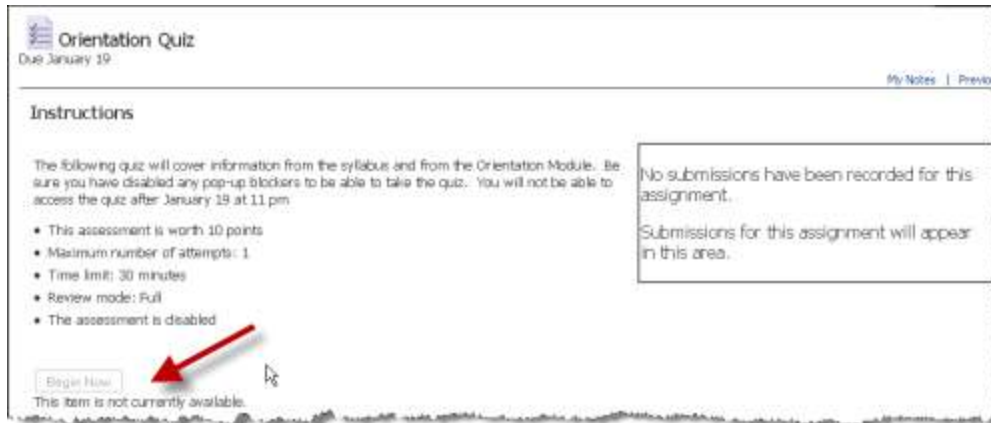 Orientation Quiz
Due January 19
My Notes | Previo
Instructions
The following quiz will cover information from the syllabus and from the Orientation Module. Be
sure you have disabled any pop-up blockers to be able to take the quiz. You will not be able to
access the quiz after January 19 at 11 pm
• This assessment is worth 10 points
• Maximum number of attempts: 1
• Time limit: 30 minutes
• Review mode: Full
• The assessment is disabled
No submissions have been recorded for this
assignment.
Submissions for this assignment will appear
in this area.
Begin Now
This item is not currently available.